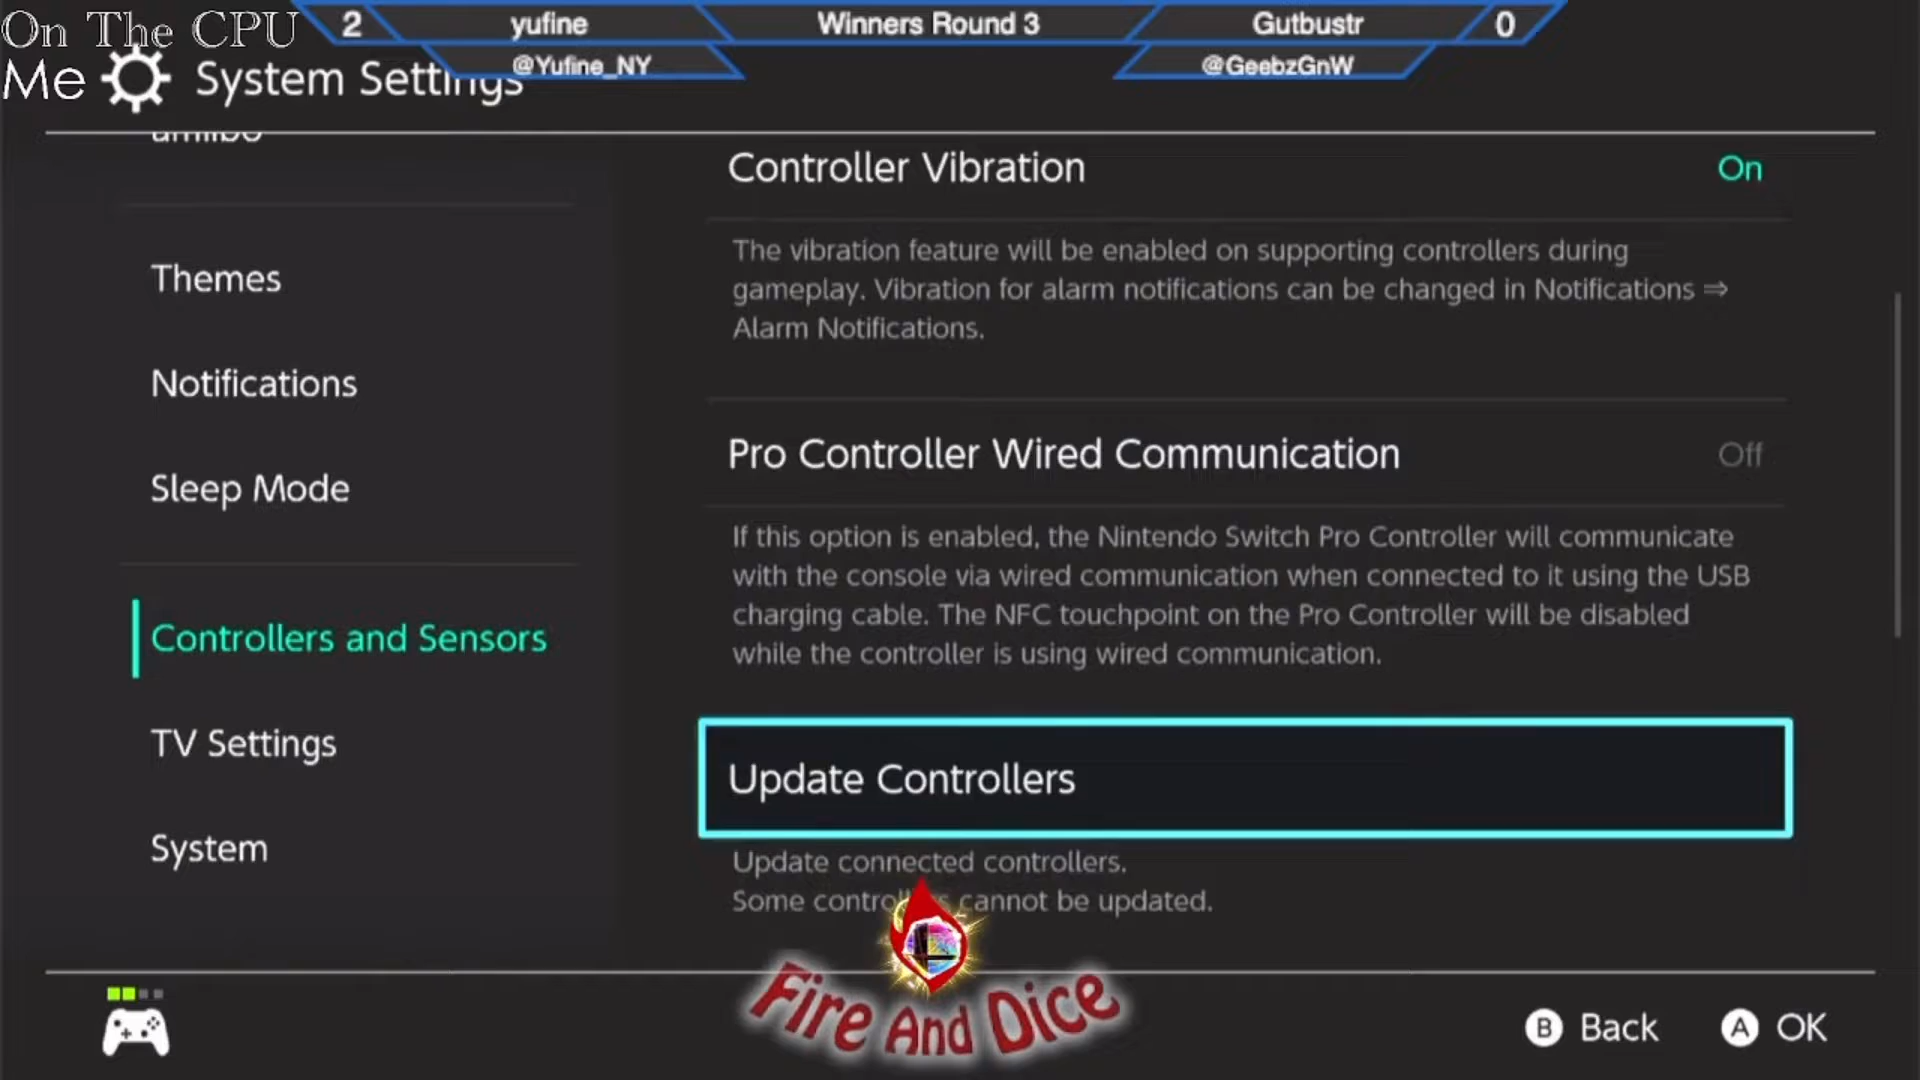 On The CPU
Me
2
yufine
Winners Round 3
Gutbustr
0
@Yufine_NY
@GeebzGnW
System Settings
amiibo
Themes
Notifications
Sleep Mode
Controllers and Sensors
TV Settings
System
Controller Vibration
On
The vibration feature will be enabled on supporting controllers during
gameplay. Vibration for alarm notifications can be changed in Notifications ⇒
Alarm Notifications.
Pro Controller Wired Communication
Off
If this option is enabled, the Nintendo Switch Pro Controller will communicate
with the console via wired communication when connected to it using the USB
charging cable. The NFC touchpoint on the Pro Controller will be disabled
while the controller is using wired communication.
Update Controllers
Update connected controllers.
Some controllers cannot be updated.
Fire And Dice
B Back
A OK